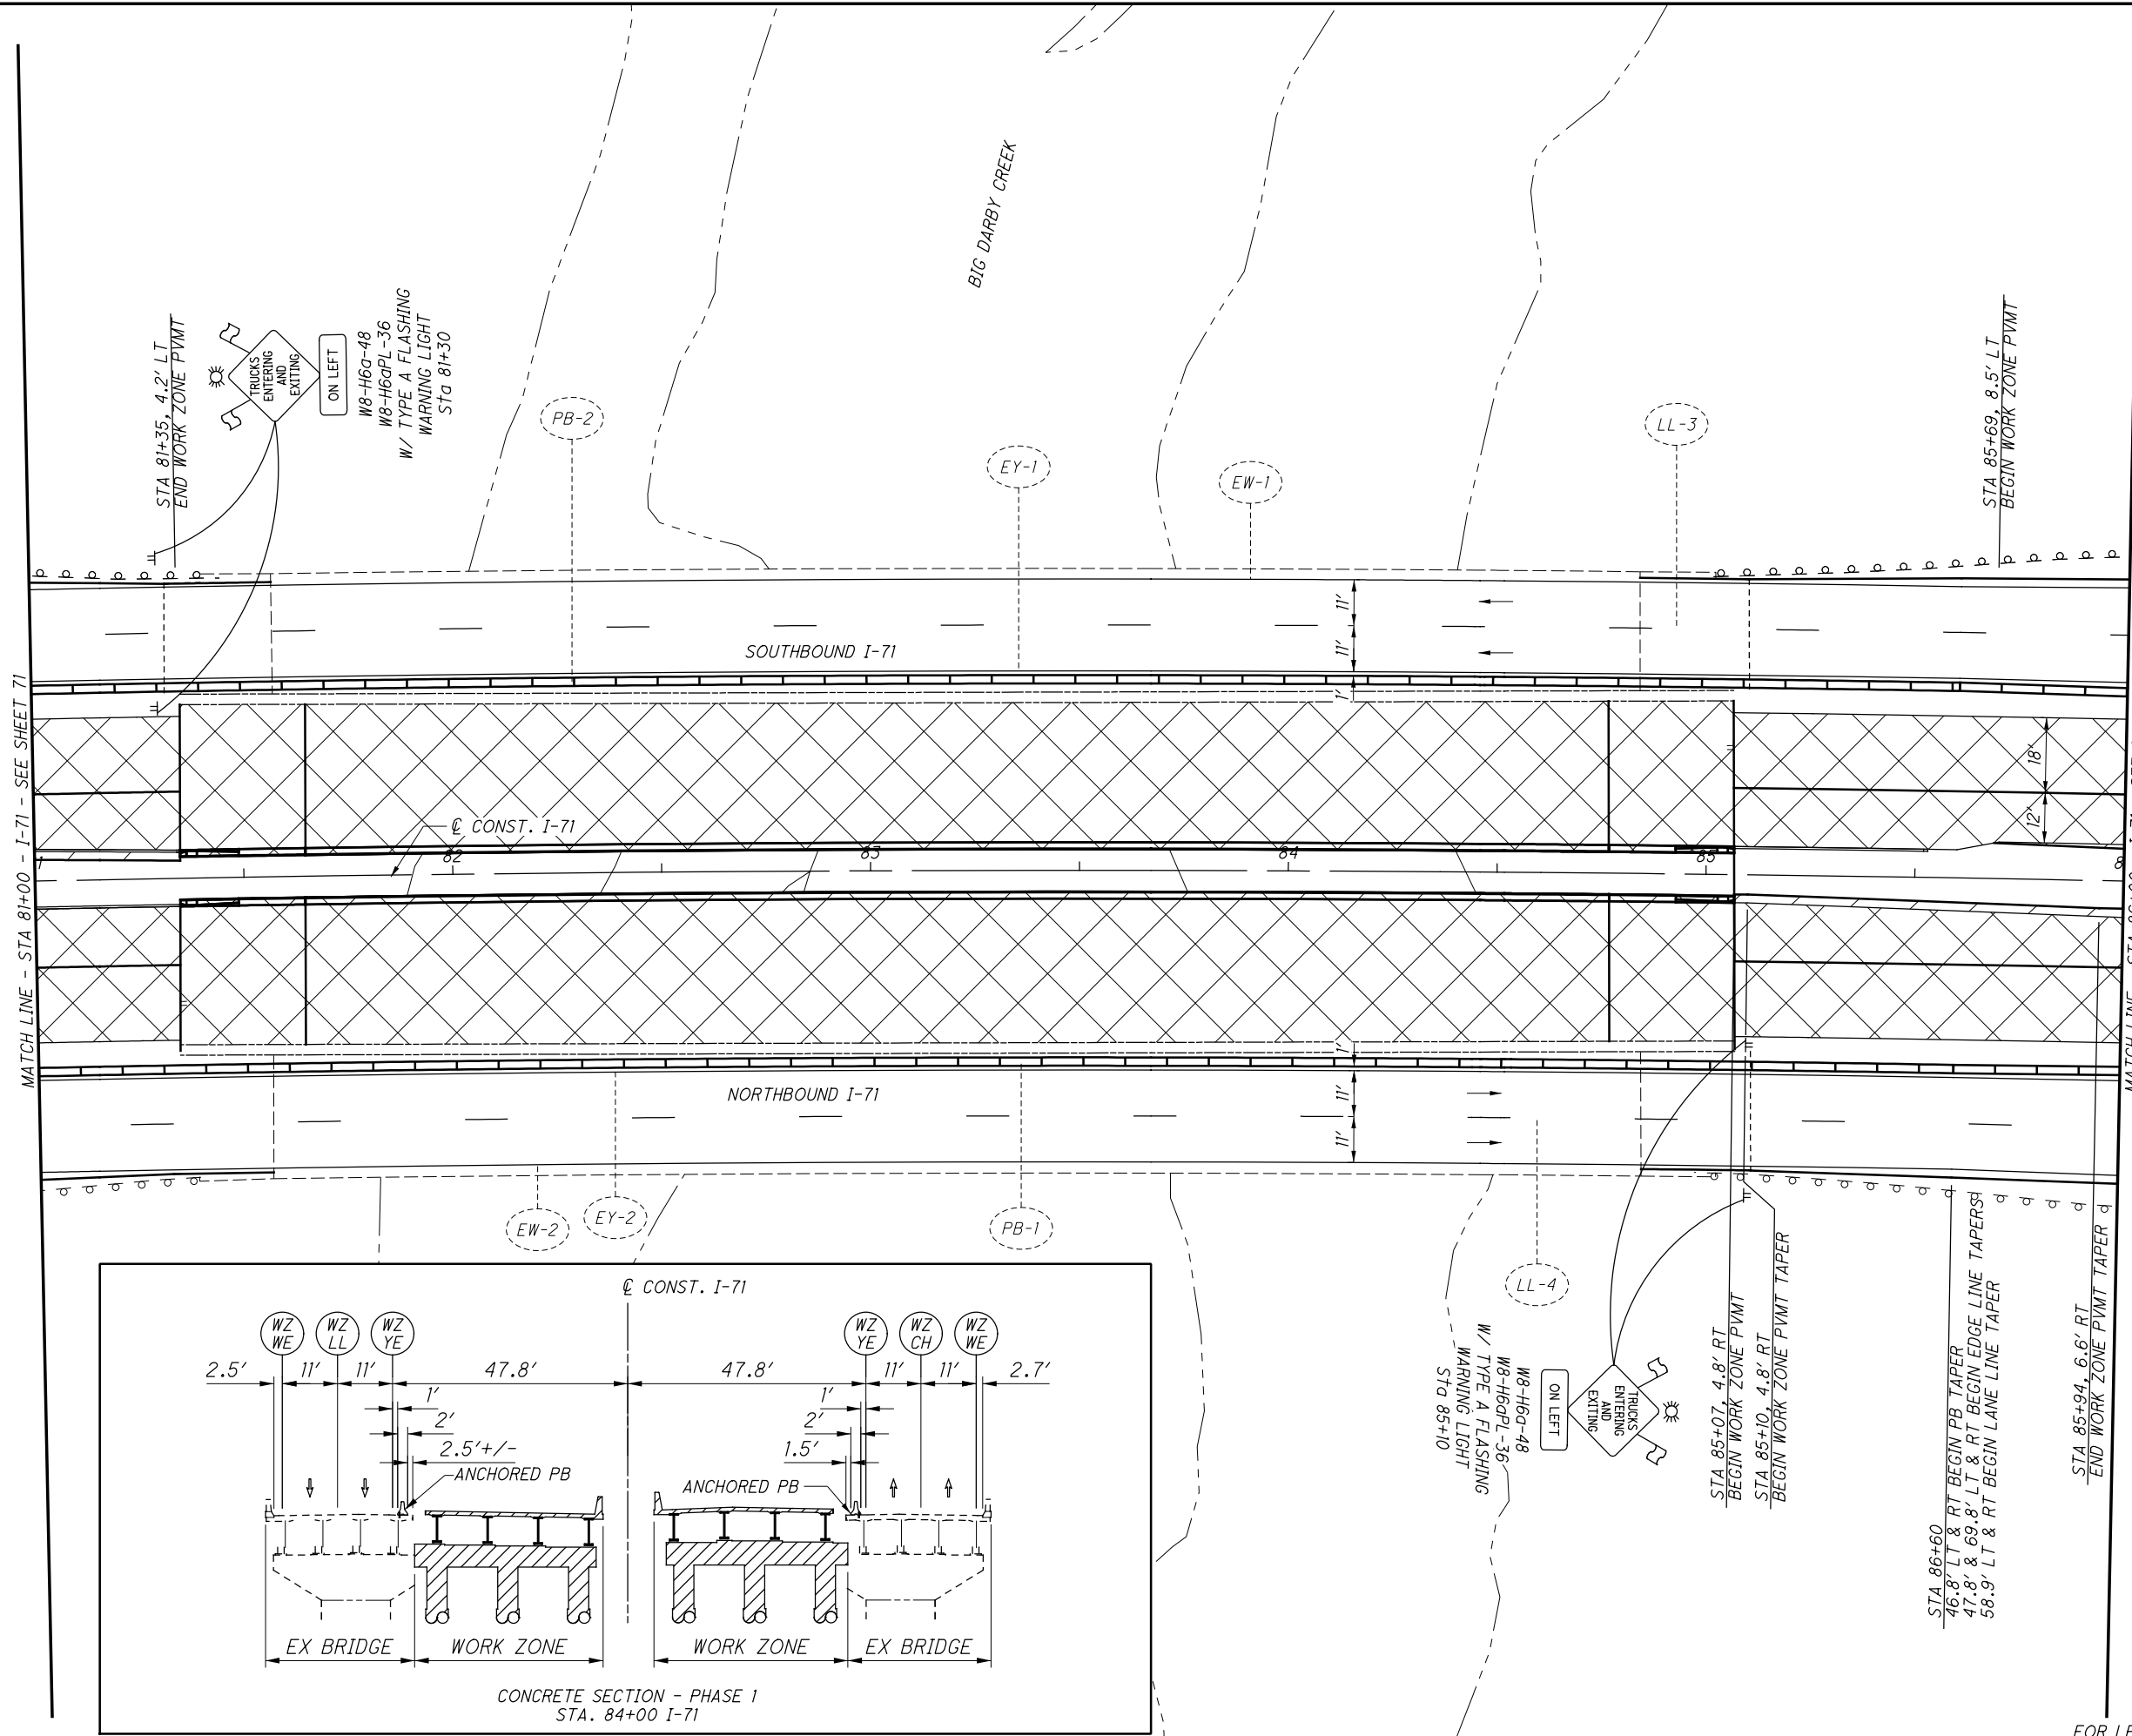 BIG DARBY CREEK
STA 81+35, 4.2' LT
END WORK ZONE PVMT
TRUCKS
ENTERING
AND
EXITING
ON LEFT
W8-H6a-48
W8-H6aPL-36
W/ TYPE A FLASHING
WARNING LIGHT
Sta 81+30
PB-2
EY-1
EW-1
LL-3
STA 85+69, 8.5' LT
BEGIN WORK ZONE PVMT
11'
11'
1'
SOUTHBOUND I-71
MATCH LINE - STA 81+00 - I-71 - SEE SHEET 71
18'
12'
℄ CONST. I-71
82
83
84
85
1'
11'
11'
NORTHBOUND I-71
EW-2
EY-2
PB-1
LL-4
W8-H6a-48
W8-H6aPL-36
W/ TYPE A FLASHING
WARNING LIGHT
Sta 85+10
ON LEFT
TRUCKS
ENTERING
AND
EXITING
STA 85+07, 4.8' RT
BEGIN WORK ZONE PVMT
STA 85+10, 4.8' RT
BEGIN WORK ZONE PVMT TAPER
STA 86+60
46.8' LT & RT BEGIN PB TAPER
47.8' & 69.8' LT & RT BEGIN EDGE LINE TAPERS
58.9' LT & RT BEGIN LANE LINE TAPER
STA 85+94, 6.6' RT
END WORK ZONE PVMT TAPER
℄ CONST. I-71
WZ WE
WZ LL
WZ YE
WZ YE
WZ CH
WZ WE
2.5' 11' 11' 47.8' 47.8' 11' 11' 2.7'
1' 1'
2' 2'
2.5'+/- 1.5'
ANCHORED PB
ANCHORED PB
EX BRIDGE WORK ZONE WORK ZONE EX BRIDGE
CONCRETE SECTION - PHASE 1
STA. 84+00 I-71